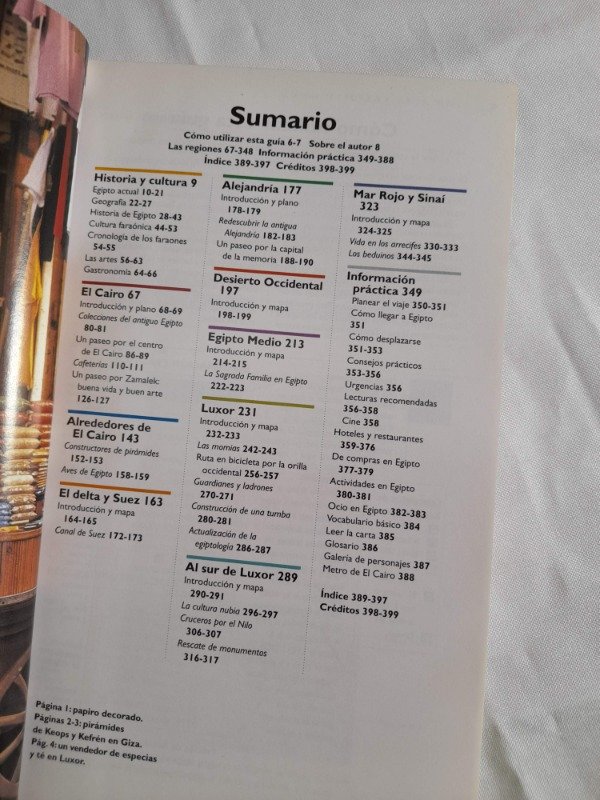 Sumario
Cómo utilizar esta guía 6-7 Sobre el autor 8
Las regiones 67-348 Información práctica 349-388
Índice 389-397 Créditos 398-399
Historia y cultura 9
Egipto actual 10-21
Geografía 22-27
Historia de Egipto 28-43
Cultura faraónica 44-53
Cronología de los faraones
54-55
Las artes 56-63
Gastronomía 64-66
El Cairo 67
Introducción y plano 68-69
Colecciones del antiguo Egipto
80-81
Un paseo por el centro
de El Cairo 86-89
Cafeterías 110-111
Un paseo por Zamalek:
buena vida y buen arte
126-127
Alrededores de
El Cairo 143
Constructores de pirámides
152-153
Aves de Egipto 158-159
El delta y Suez 163
Introducción y mapa
164-165
Canal de Suez 172-173
Alejandría 177
Introducción y plano
178-179
Redescubrir la antigua
Alejandría 182-183
Un paseo por la capital
de la memoria 188-190
Desierto Occidental
197
Introducción y mapa
198-199
Egipto Medio 213
Introducción y mapa
214-215
La Sagrada Familia en Egipto
222-223
Luxor 231
Introducción y mapa
232-233
Las momias 242-243
Ruta en bicicleta por la orilla
occidental 256-257
Guardianes y ladrones
270-271
Construcción de una tumba
280-281
Actualización de la
egiptología 286-287
Al sur de Luxor 289
Introducción y mapa
290-291
La cultura nubia 296-297
Cruceros por el Nilo
306-307
Rescate de monumentos
316-317
Mar Rojo y Sinaí
323
Introducción y mapa
324-325
Vida en los arrecifes 330-333
Los beduinos 344-345
Información
práctica 349
Planear el viaje 350-351
Cómo llegar a Egipto
351
Cómo desplazarse
351-353
Consejos prácticos
353-356
Urgencias 356
Lecturas recomendadas
356-358
Cine 358
Hoteles y restaurantes
359-376
De compras en Egipto
377-379
Actividades en Egipto
380-381
Ocio en Egipto 382-383
Vocabulario básico 384
Leer la carta 385
Glosario 386
Galería de personajes 387
Metro de El Cairo 388
Índice 389-397
Créditos 398-399
Página 1: papiro decorado.
Páginas 2-3: pirámides
de Keops y Kefrén en Giza.
Pág. 4: un vendedor de especias
y té en Luxor.